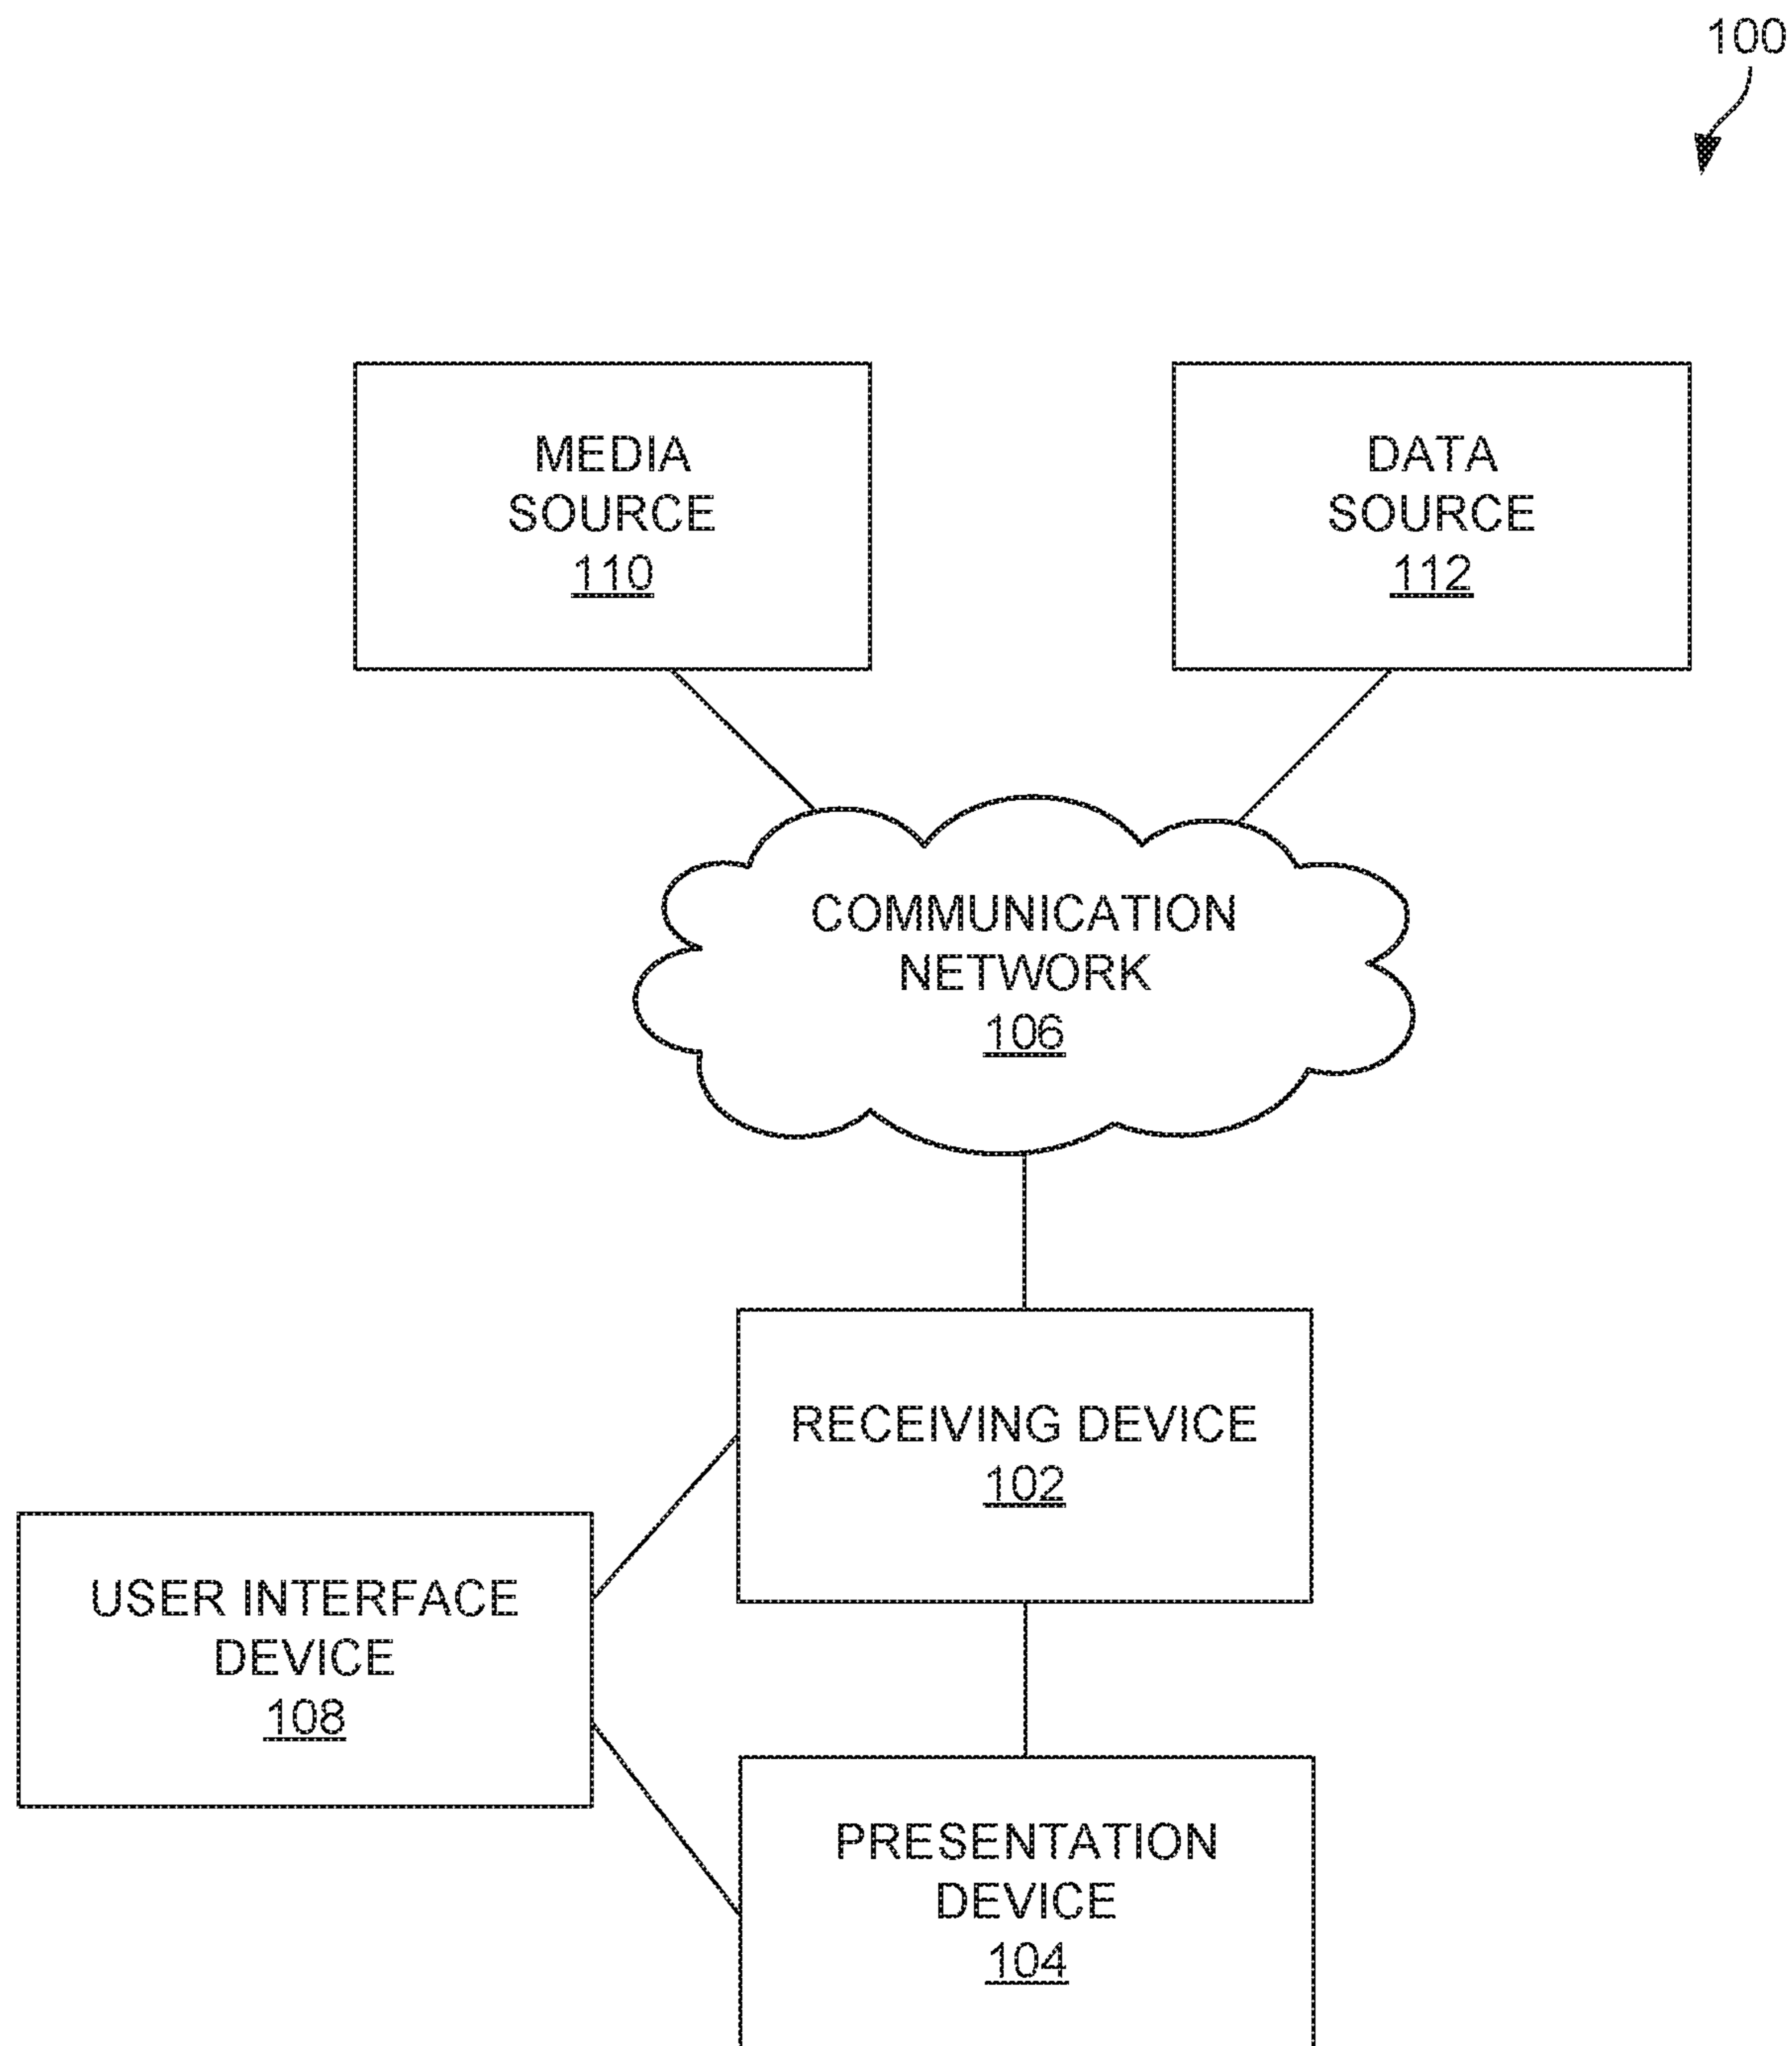 100
MEDIA
SOURCE
110
DATA
SOURCE
112
COMMUNICATION
NETWORK
106
RECEIVING DEVICE
102
USER INTERFACE
DEVICE
108
PRESENTATION
DEVICE
104